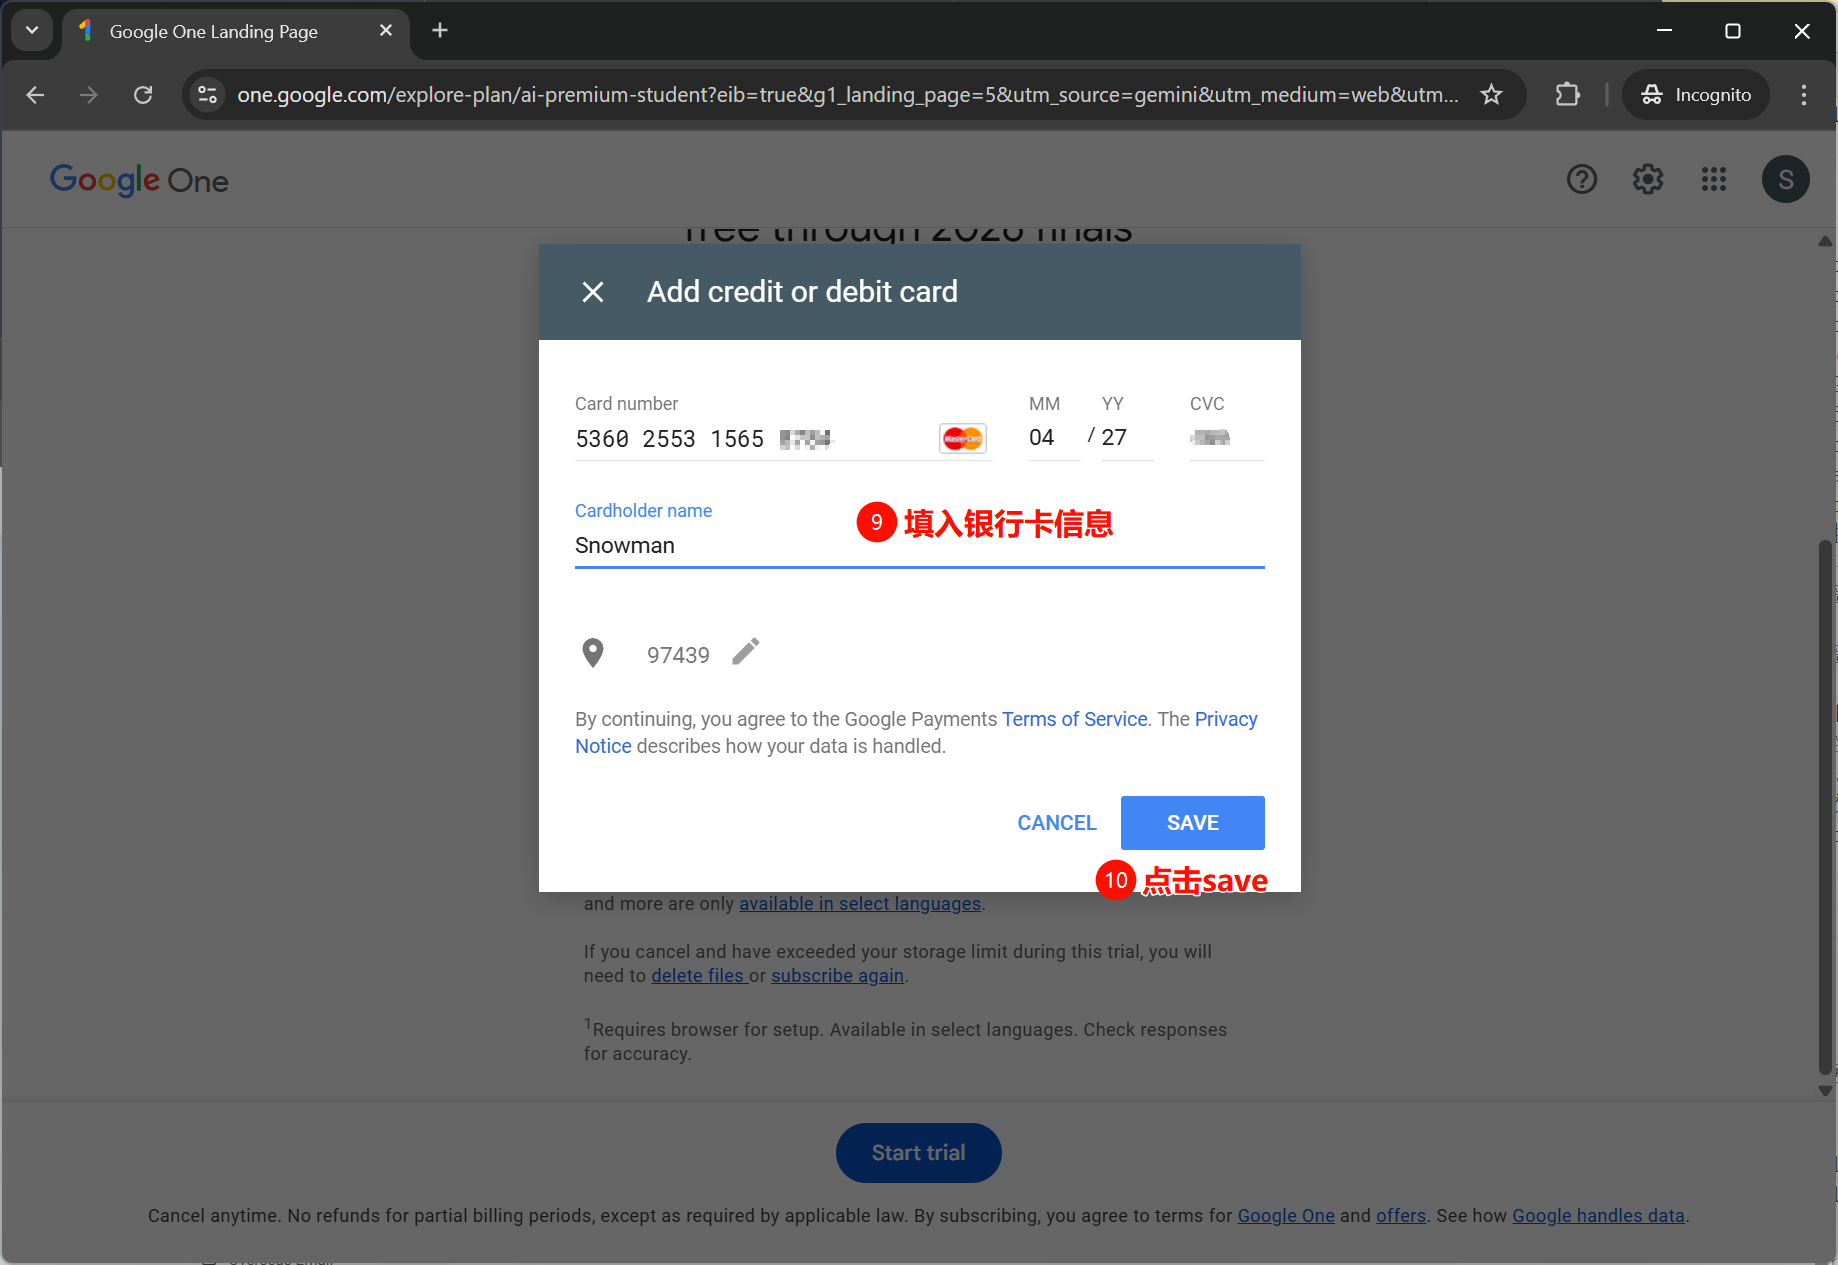 Google One Landing Page
one.google.com/explore-plan/ai-premium-student?eib=true&g1_landing_page=5&utm_source=gemini&utm_medium=web&utm...
Incognito
Google One
S
free through 2026 finals
Add credit or debit card
Card number
MM
YY
CVC
5360 2553 1565
MasterCard
04 / 27
Cardholder name
9 填入银行卡信息
Snowman
97439
By continuing, you agree to the Google Payments Terms of Service. The Privacy
Notice describes how your data is handled.
CANCEL
SAVE
10 点击save
and more are only available in select languages.
If you cancel and have exceeded your storage limit during this trial, you will
need to delete files or subscribe again.
1Requires browser for setup. Available in select languages. Check responses
for accuracy.
Start trial
Cancel anytime. No refunds for partial billing periods, except as required by applicable law. By subscribing, you agree to terms for Google One and offers. See how Google handles data.